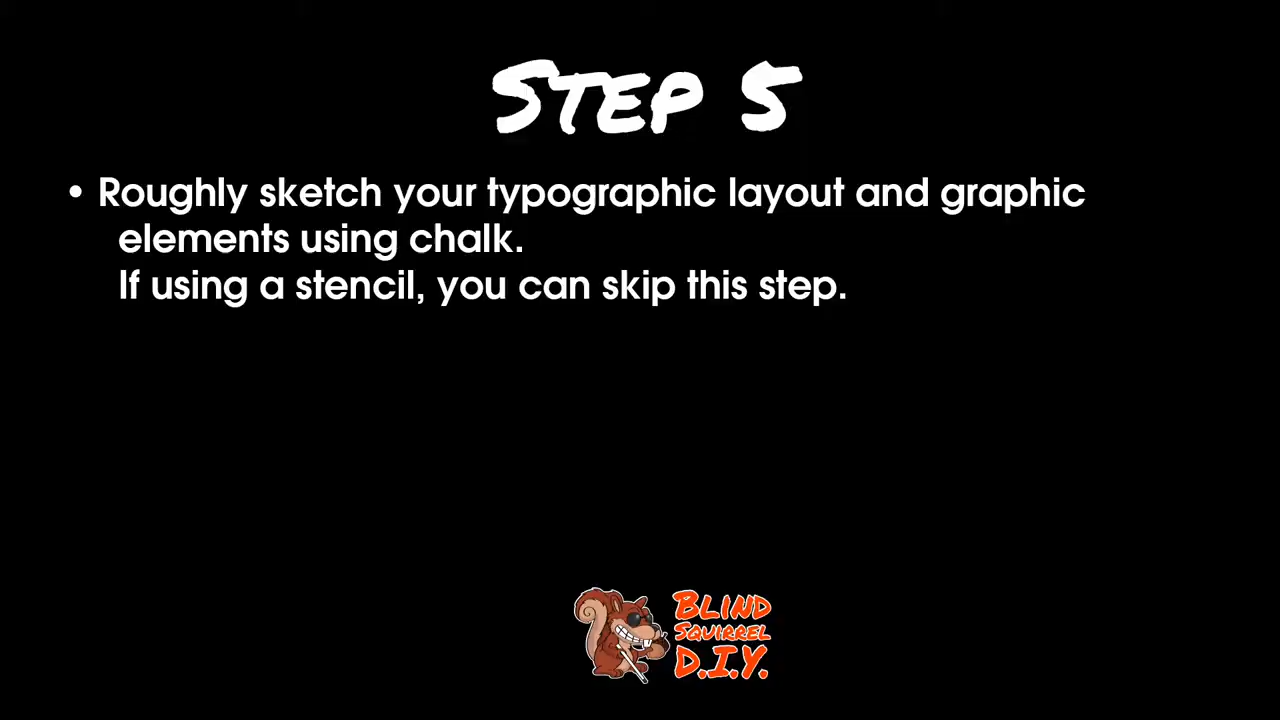 Step 5
• Roughly sketch your typographic layout and graphic
elements using chalk.
If using a stencil, you can skip this step.
Blind
Squirrel
D.I.Y.